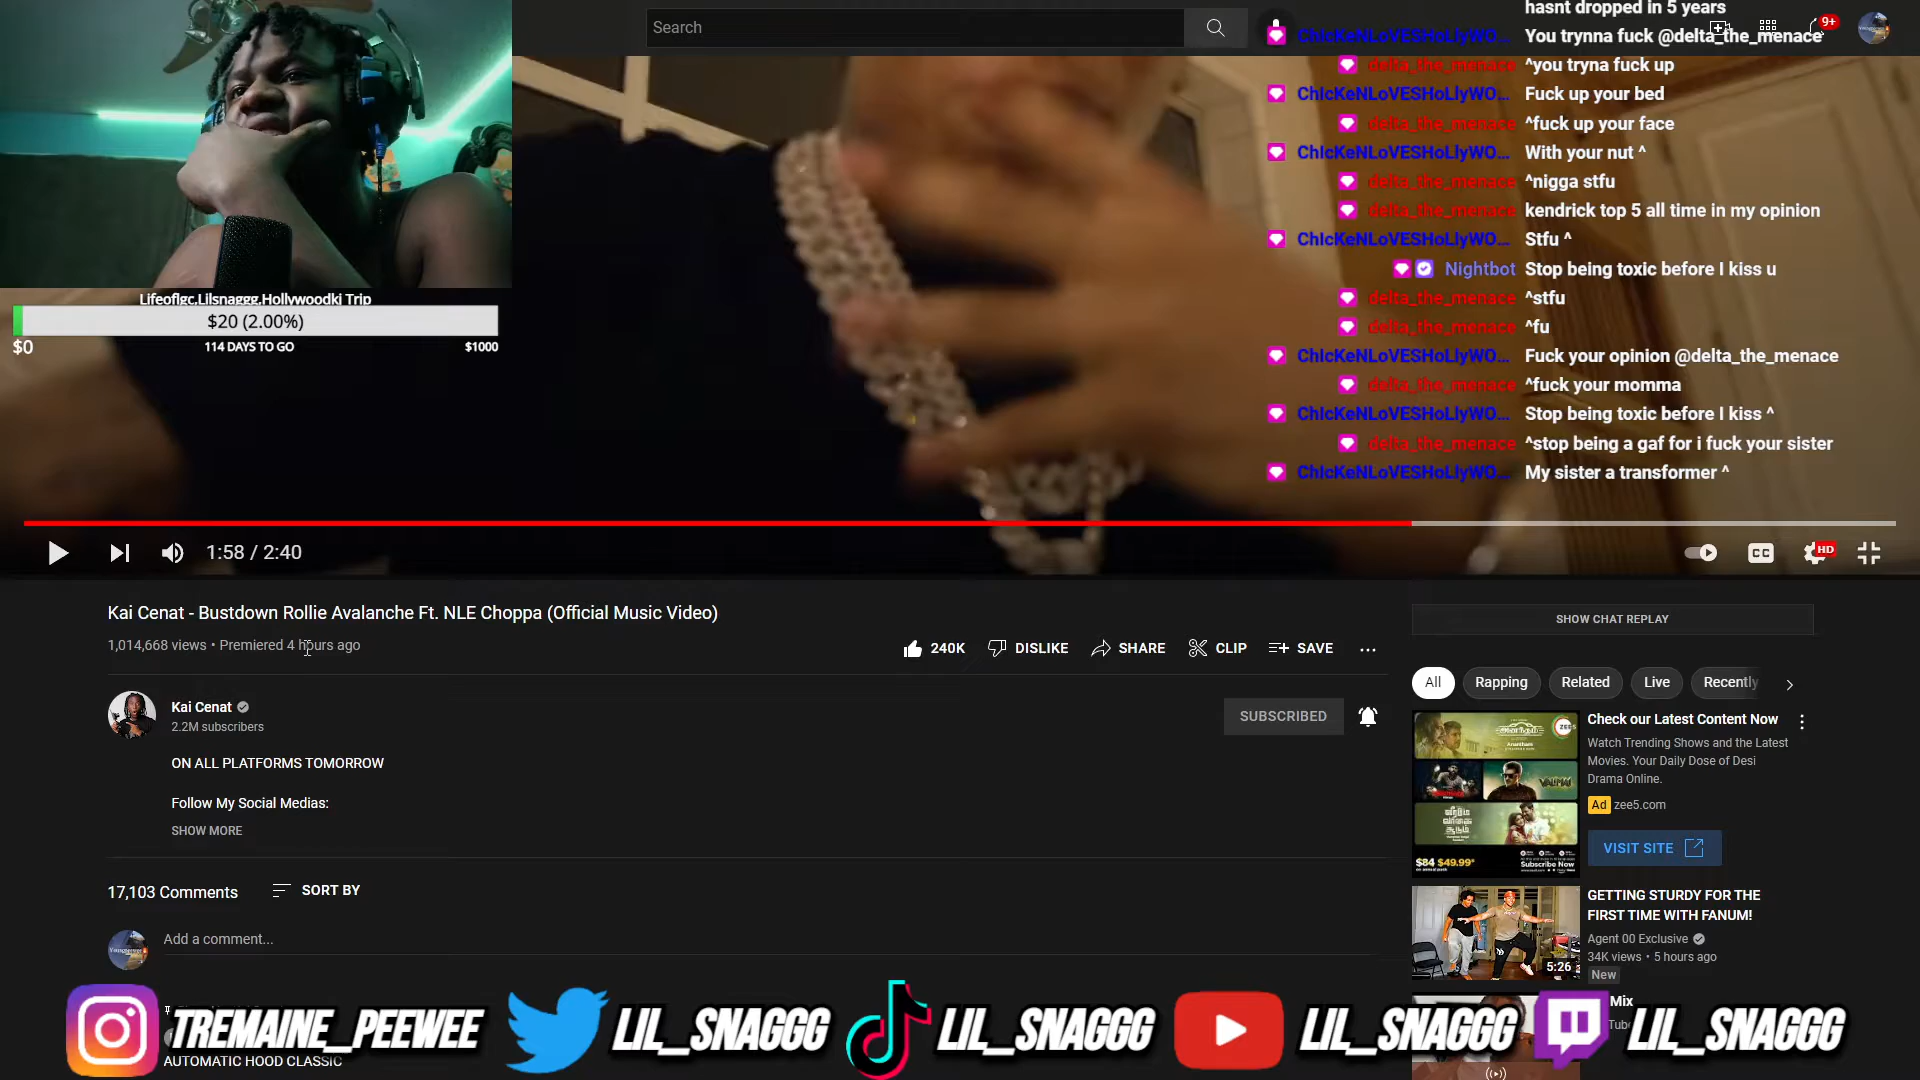 Search
9+
hasnt dropped in 5 years
ChIcKeNLoVESHoLlyWO... You trynna fuck @delta_the_menace
delta_the_menace ^you tryna fuck up
ChIcKeNLoVESHoLlyWO... Fuck up your bed
delta_the_menace ^fuck up your face
ChIcKeNLoVESHoLlyWO... With your nut ^
delta_the_menace ^nigga stfu
delta_the_menace kendrick top 5 all time in my opinion
ChIcKeNLoVESHoLlyWO... Stfu ^
Nightbot Stop being toxic before I kiss u
delta_the_menace ^stfu
delta_the_menace ^fu
ChIcKeNLoVESHoLlyWO... Fuck your opinion @delta_the_menace
delta_the_menace ^fuck your momma
ChIcKeNLoVESHoLlyWO... Stop being toxic before I kiss ^
delta_the_menace ^stop being a gaf for i fuck your sister
ChIcKeNLoVESHoLlyWO... My sister a transformer ^
Lifeoflgc,Lilsnaggg,Hollywoodki Trip
$20 (2.00%)
$0 114 DAYS TO GO $1000
1:58 / 2:40
CC HD
Kai Cenat - Bustdown Rollie Avalanche Ft. NLE Choppa (Official Music Video)
1,014,668 views • Premiered 4 hours ago
240K DISLIKE SHARE CLIP SAVE
Kai Cenat
2.2M subscribers
SUBSCRIBED
ON ALL PLATFORMS TOMORROW
Follow My Social Medias:
SHOW MORE
17,103 Comments SORT BY
Add a comment...
AUTOMATIC HOOD CLASSIC
SHOW CHAT REPLAY
All Rapping Related Live Recently
Check our Latest Content Now
Watch Trending Shows and the Latest
Movies. Your Daily Dose of Desi
Drama Online.
Ad zee5.com
VISIT SITE
$84 $49.99*
Subscribe Now
GETTING STURDY FOR THE
FIRST TIME WITH FANUM!
Agent 00 Exclusive
34K views • 5 hours ago
New
5:26
Mix
TREMAINE_PEEWEE LIL_SNAGGG LIL_SNAGGG LIL_SNAGGG LIL_SNAGGG